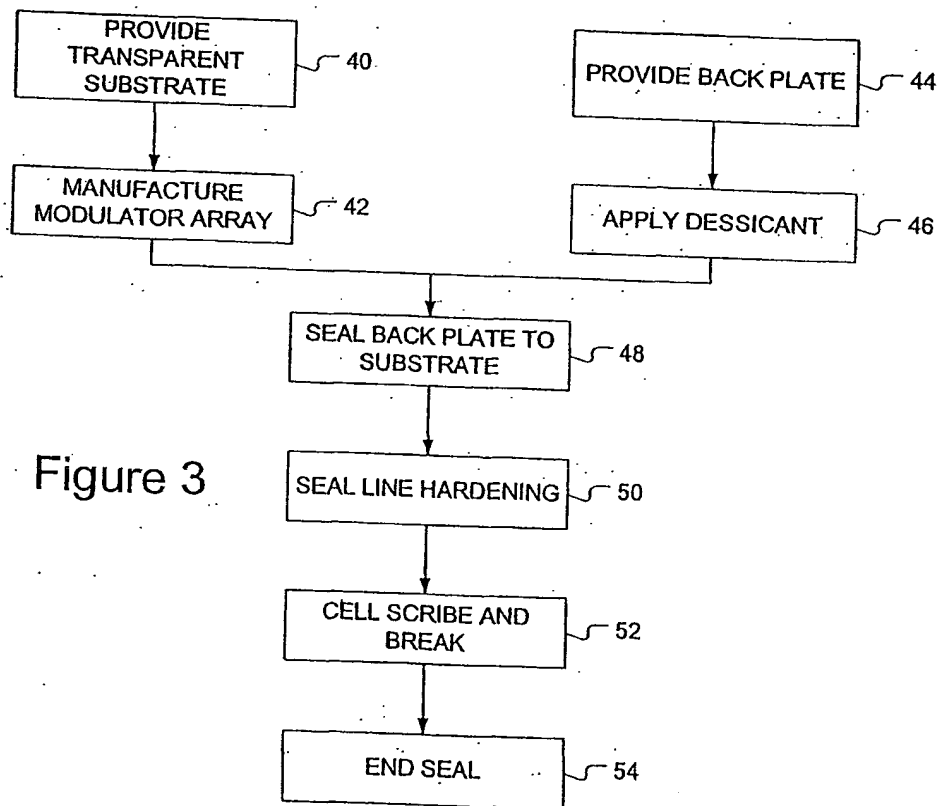 PROVIDE
TRANSPARENT
SUBSTRATE
40
PROVIDE BACK PLATE
44
MANUFACTURE
MODULATOR ARRAY
42
APPLY DESSICANT
46
SEAL BACK PLATE TO
SUBSTRATE
48
Figure 3
SEAL LINE HARDENING
50
CELL SCRIBE AND
BREAK
52
END SEAL
54